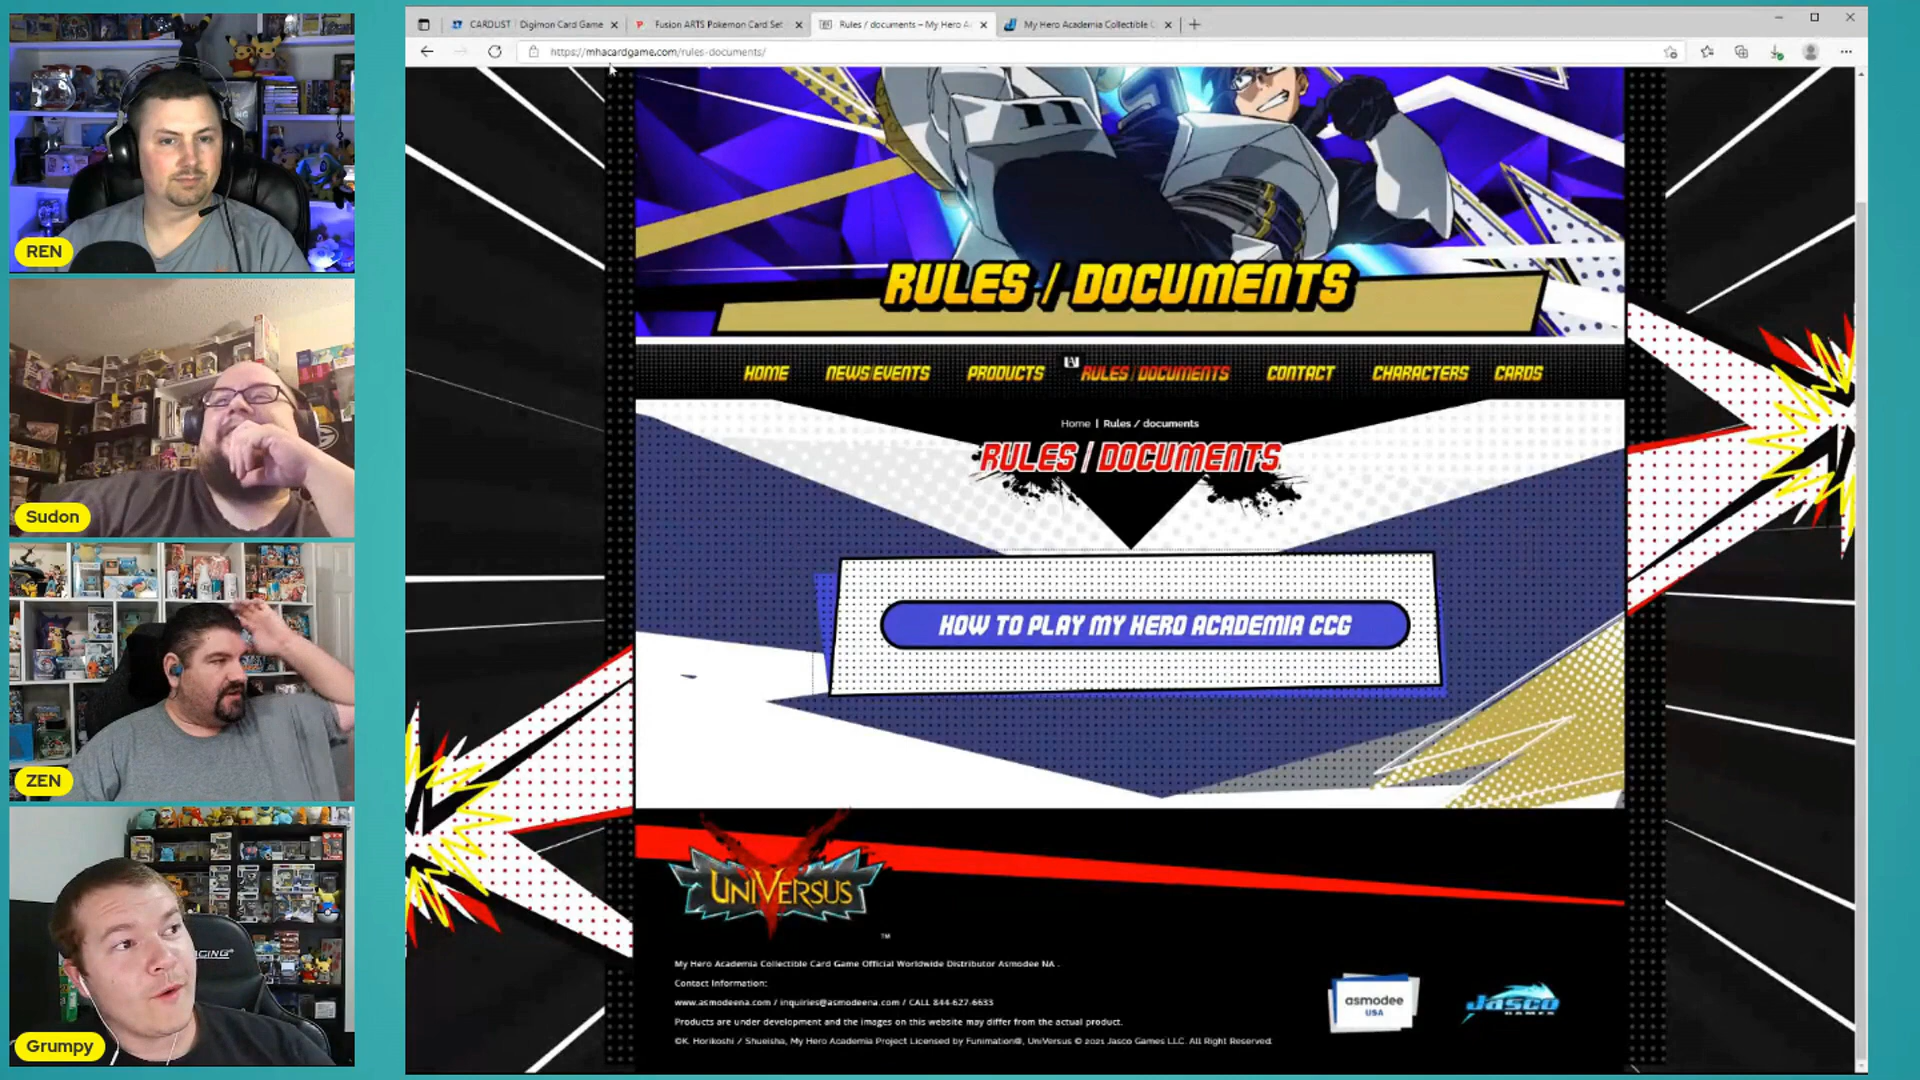 REN
Sudon
ZEN
Grumpy
CARDUST | Digimon Card Game
Fusion ARTS Pokemon Card Set
Rules / documents – My Hero A
My Hero Academia Collectible C
https://mhacardgame.com/rules-documents/
RULES / DOCUMENTS
HOME
NEWS/EVENTS
PRODUCTS
RULES / DOCUMENTS
CONTACT
CHARACTERS
CARDS
Home | Rules / documents
RULES / DOCUMENTS
HOW TO PLAY MY HERO ACADEMIA CCG
UNIVERSUS
TM
My Hero Academia Collectible Card Game Official Worldwide Distributor Asmodee NA .
Contact Information:
www.asmodeena.com / inquiries@asmodeena.com / CALL 844-627-6633
Products are under development and the images on this website may differ from the actual product.
©K. Horikoshi / Shueisha, My Hero Academia Project Licensed by Funimation®, UniVersus © 2021 Jasco Games LLC. All Right Reserved.
asmodee
USA
Jasco
GAMES